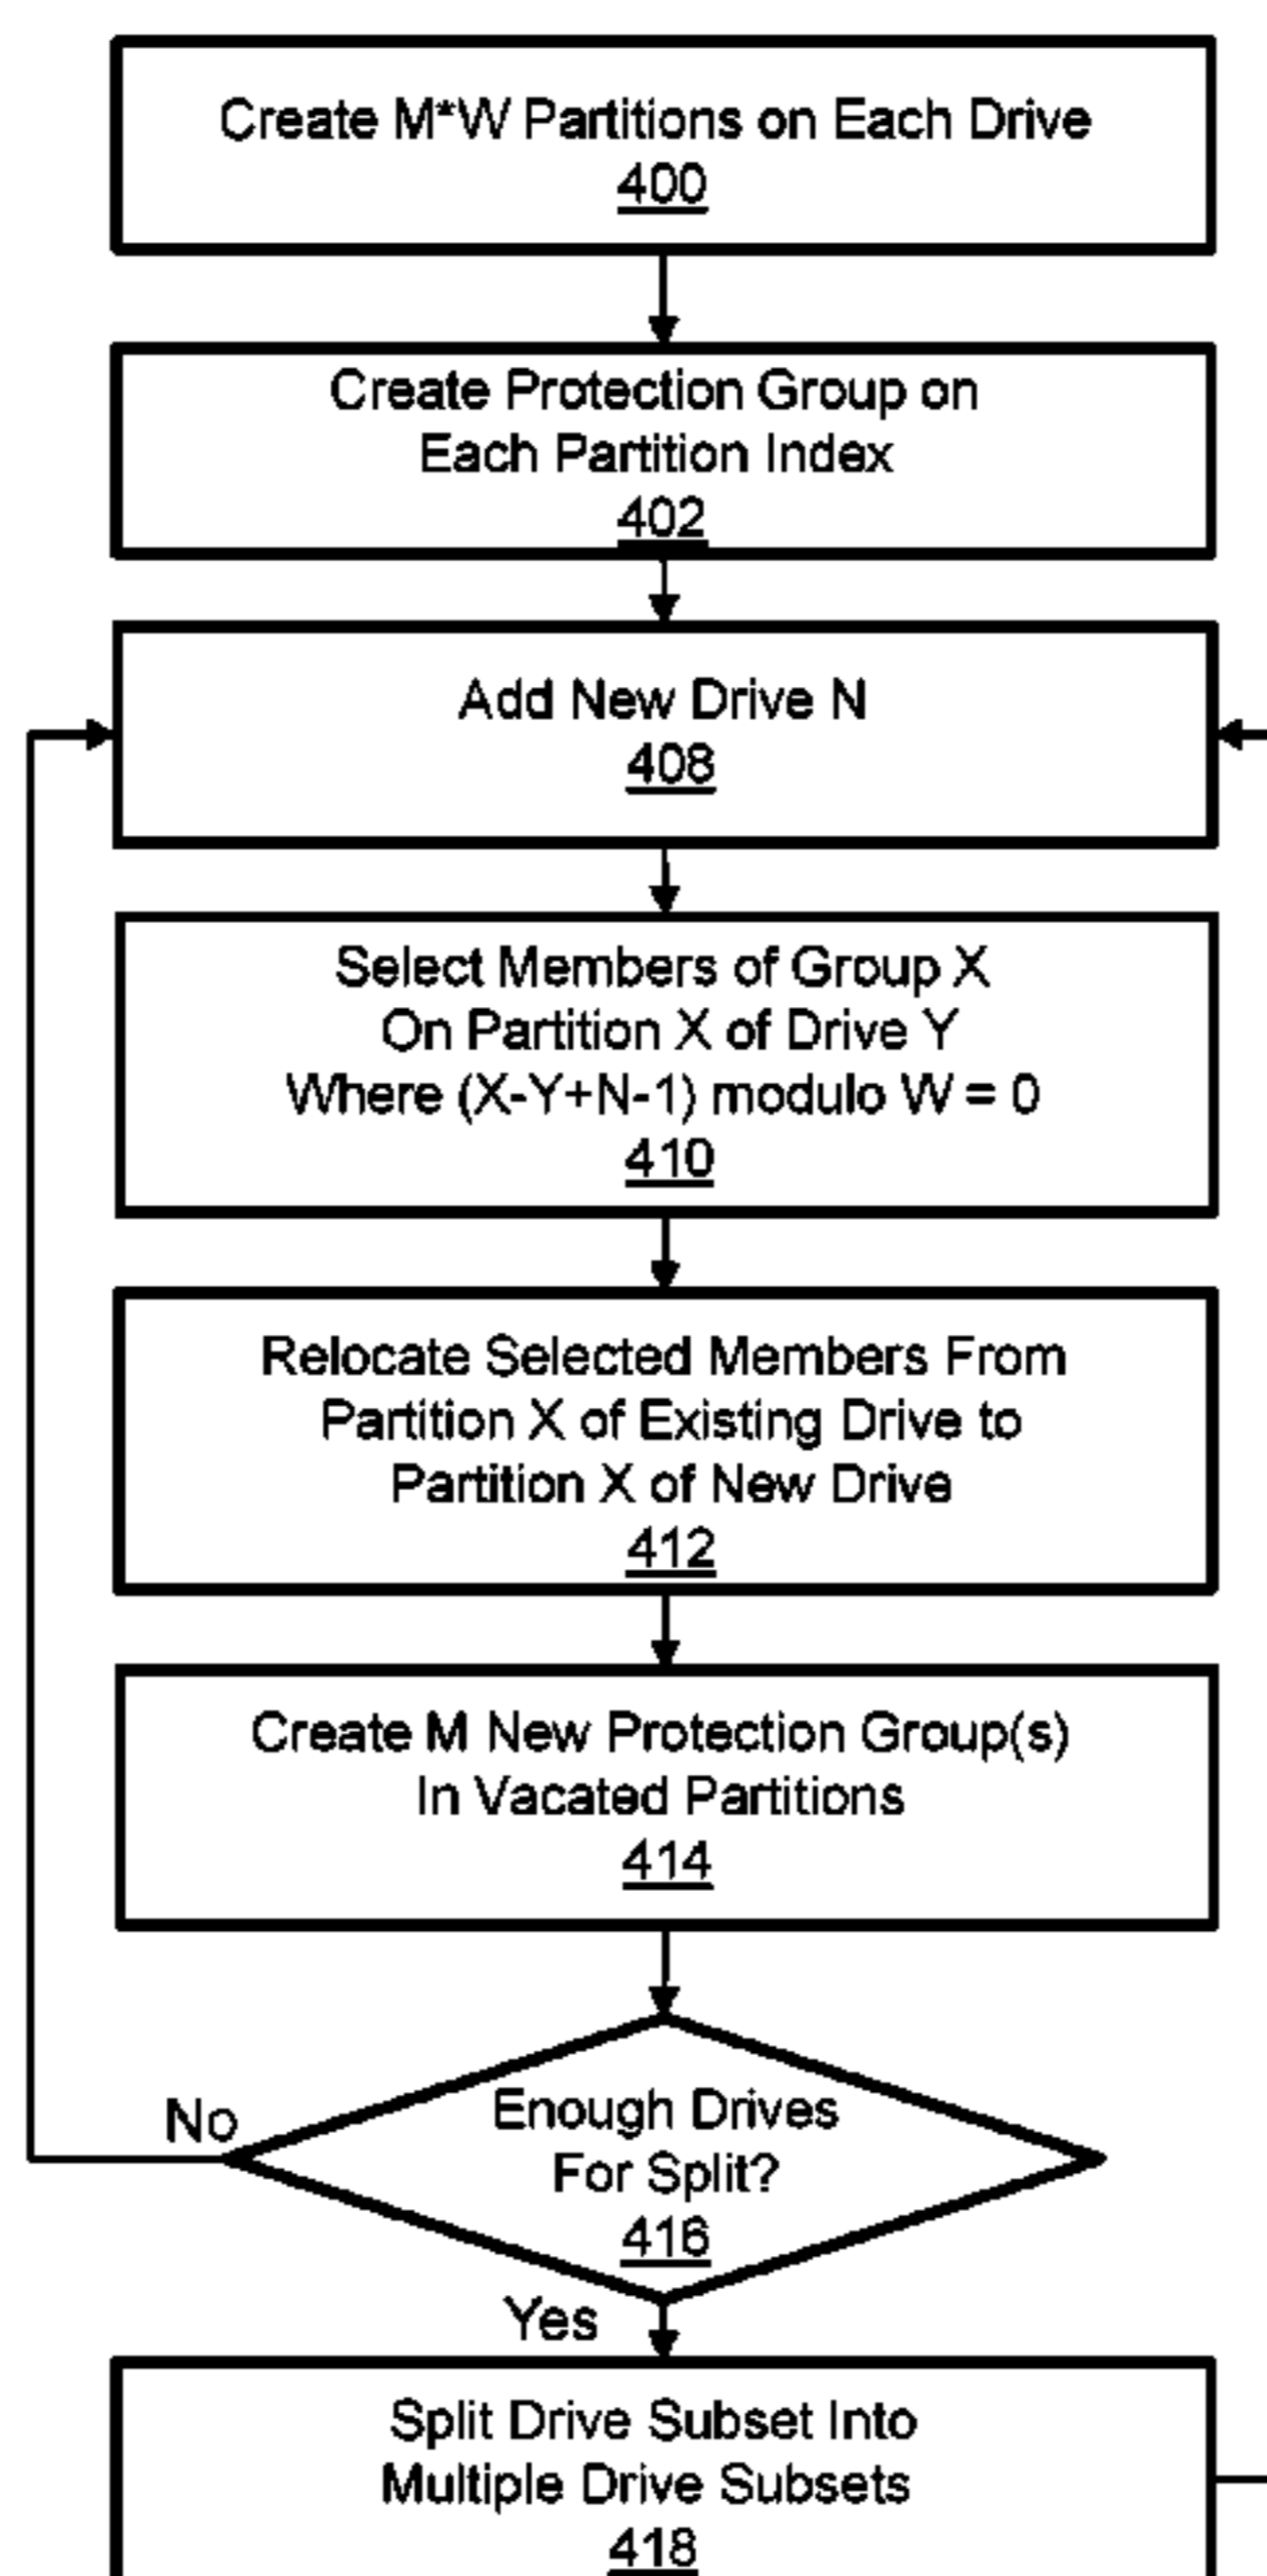 Create M*W Partitions on Each Drive
400
Create Protection Group on
Each Partition Index
402
Add New Drive N
408
Select Members of Group X
On Partition X of Drive Y
Where (X-Y+N-1) modulo W = 0
410
Relocate Selected Members From
Partition X of Existing Drive to
Partition X of New Drive
412
Create M New Protection Group(s)
In Vacated Partitions
414
Enough Drives
For Split?
416
No
Yes
Split Drive Subset Into
Multiple Drive Subsets
418